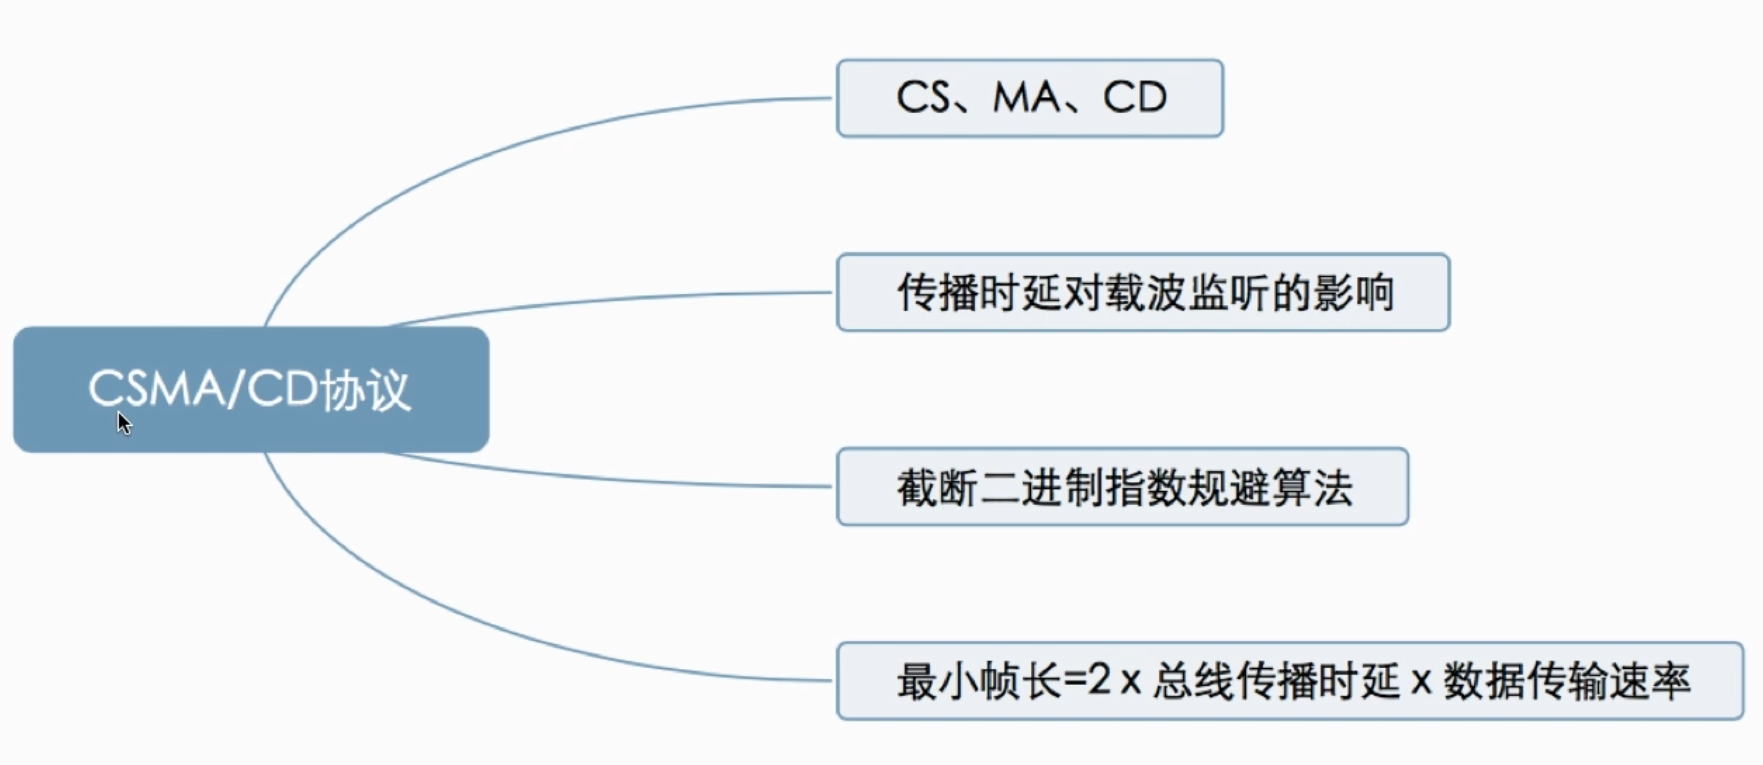 CS、MA、CD
传播时延对载波监听的影响
CSMA/CD协议
截断二进制指数规避算法
最小帧长=2 x 总线传播时延 x 数据传输速率